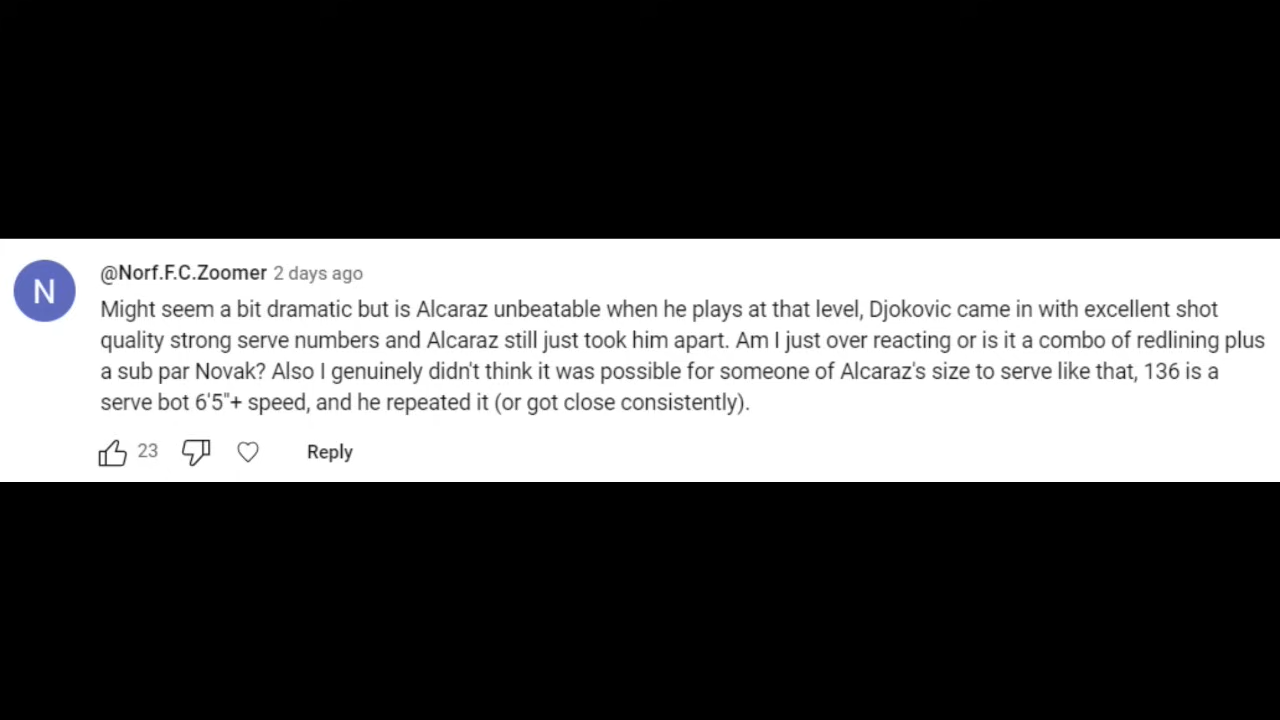 N
@Norf.F.C.Zoomer 2 days ago
Might seem a bit dramatic but is Alcaraz unbeatable when he plays at that level, Djokovic came in with excellent shot
quality strong serve numbers and Alcaraz still just took him apart. Am I just over reacting or is it a combo of redlining plus
a sub par Novak? Also I genuinely didn't think it was possible for someone of Alcaraz's size to serve like that, 136 is a
serve bot 6'5"+ speed, and he repeated it (or got close consistently).
23 Reply